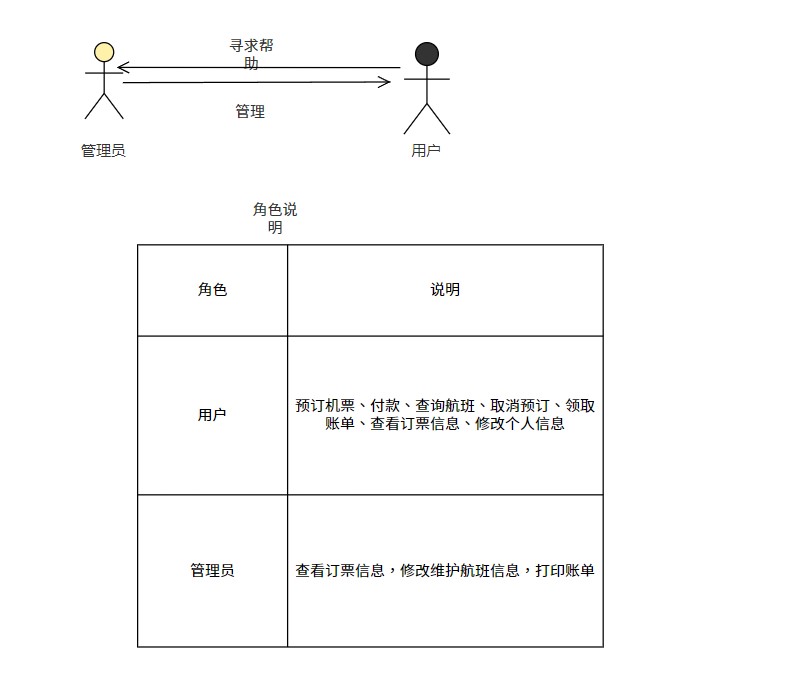 寻求帮
助
管理
管理员
用户
角色说
明
角色
说明
用户
预订机票、付款、查询航班、取消预订、领取
账单、查看订票信息、修改个人信息
管理员
查看订票信息，修改维护航班信息，打印账单